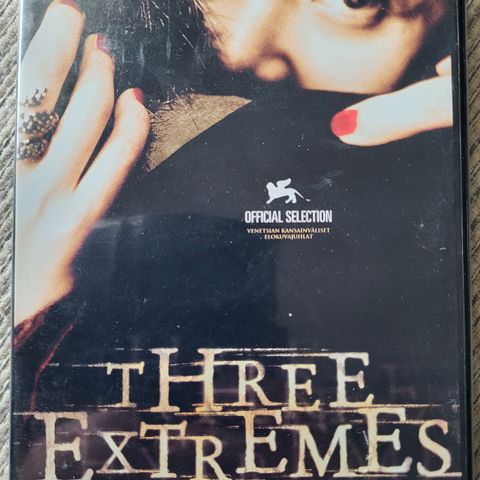 OFFICIAL SELECTION
VENETSIAN KANSAINVÄLISET
ELOKUVAJUHLAT
THREE
EXTREMES